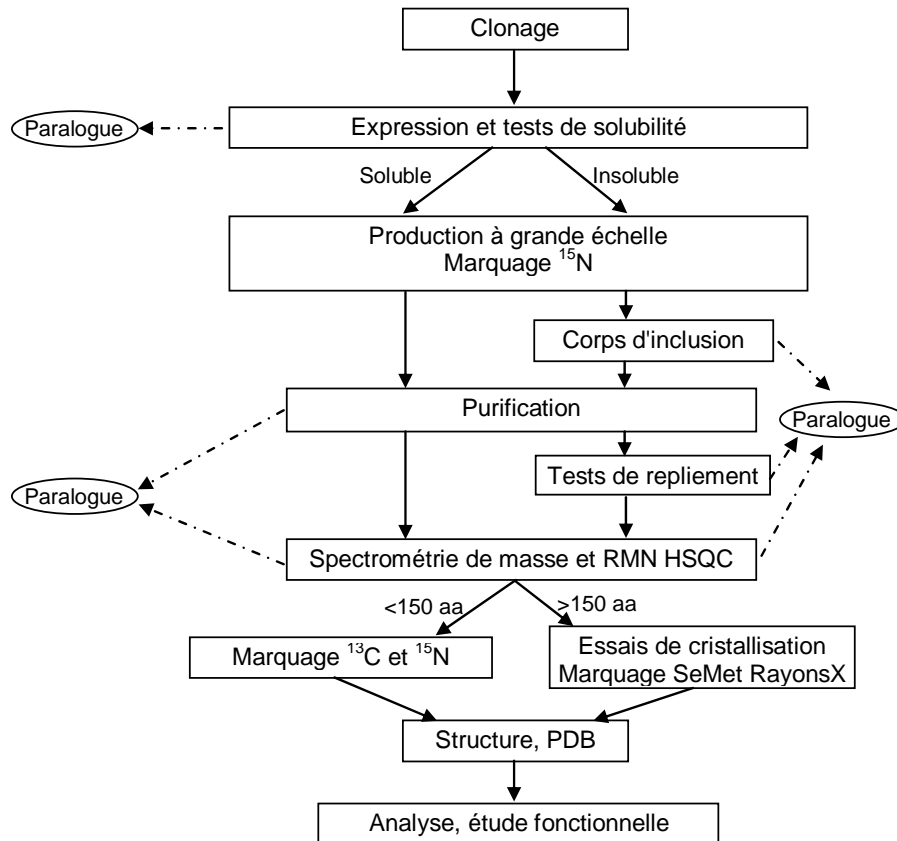 Clonage
Paralogue
Expression et tests de solubilité
Soluble
Insoluble
Production à grande échelle
Marquage ¹⁵N
Corps d'inclusion
Purification
Paralogue
Tests de repliement
Paralogue
Spectrométrie de masse et RMN HSQC
<150 aa
>150 aa
Marquage ¹³C et ¹⁵N
Essais de cristallisation
Marquage SeMet RayonsX
Structure, PDB
Analyse, étude fonctionnelle